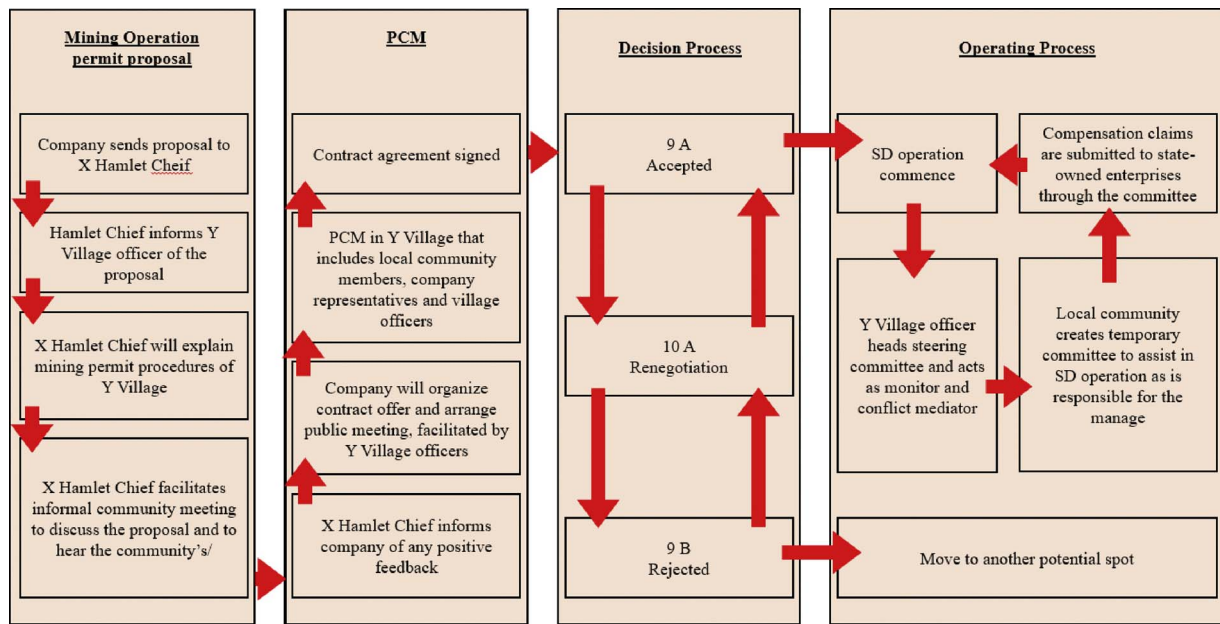 Mining Operation
permit proposal
Company sends proposal to
X Hamlet Cheif
Hamlet Chief informs Y
Village officer of the
proposal
X Hamlet Chief will explain
mining permit procedures of
Y Village
X Hamlet Chief facilitates
informal community meeting
to discuss the proposal and to
hear the community's/
PCM
Contract agreement signed
PCM in Y Village that
includes local community
members, company
representatives and village
officers
Company will organize
contract offer and arrange
public meeting, facilitated by
Y Village officers
X Hamlet Chief informs
company of any positive
feedback
Decision Process
9 A
Accepted
10 A
Renegotiation
9 B
Rejected
Operating Process
SD operation
commence
Compensation claims
are submitted to state-
owned enterprises
through the committee
Y Village officer
heads steering
committee and acts
as monitor and
conflict mediator
Local community
creates temporary
committee to assist in
SD operation as is
responsible for the
manage
Move to another potential spot